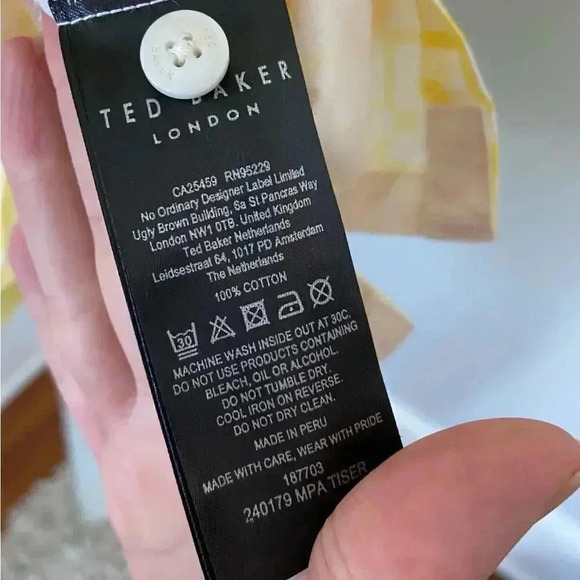 TED BAKER
LONDON
CA25459 RN95229
No Ordinary Designer Label Limited
Ugly Brown Building, 6a St Pancras Way
London NW1 0TB. United Kingdom
Ted Baker Netherlands
Leidsestraat 64, 1017 PD Amsterdam
The Netherlands
100% COTTON
30
MACHINE WASH INSIDE OUT AT 30C.
DO NOT USE PRODUCTS CONTAINING
BLEACH, OIL OR ALCOHOL.
DO NOT TUMBLE DRY.
COOL IRON ON REVERSE.
DO NOT DRY CLEAN.
MADE IN PERU
MADE WITH CARE, WEAR WITH PRIDE
187703
240179 MPA TISER